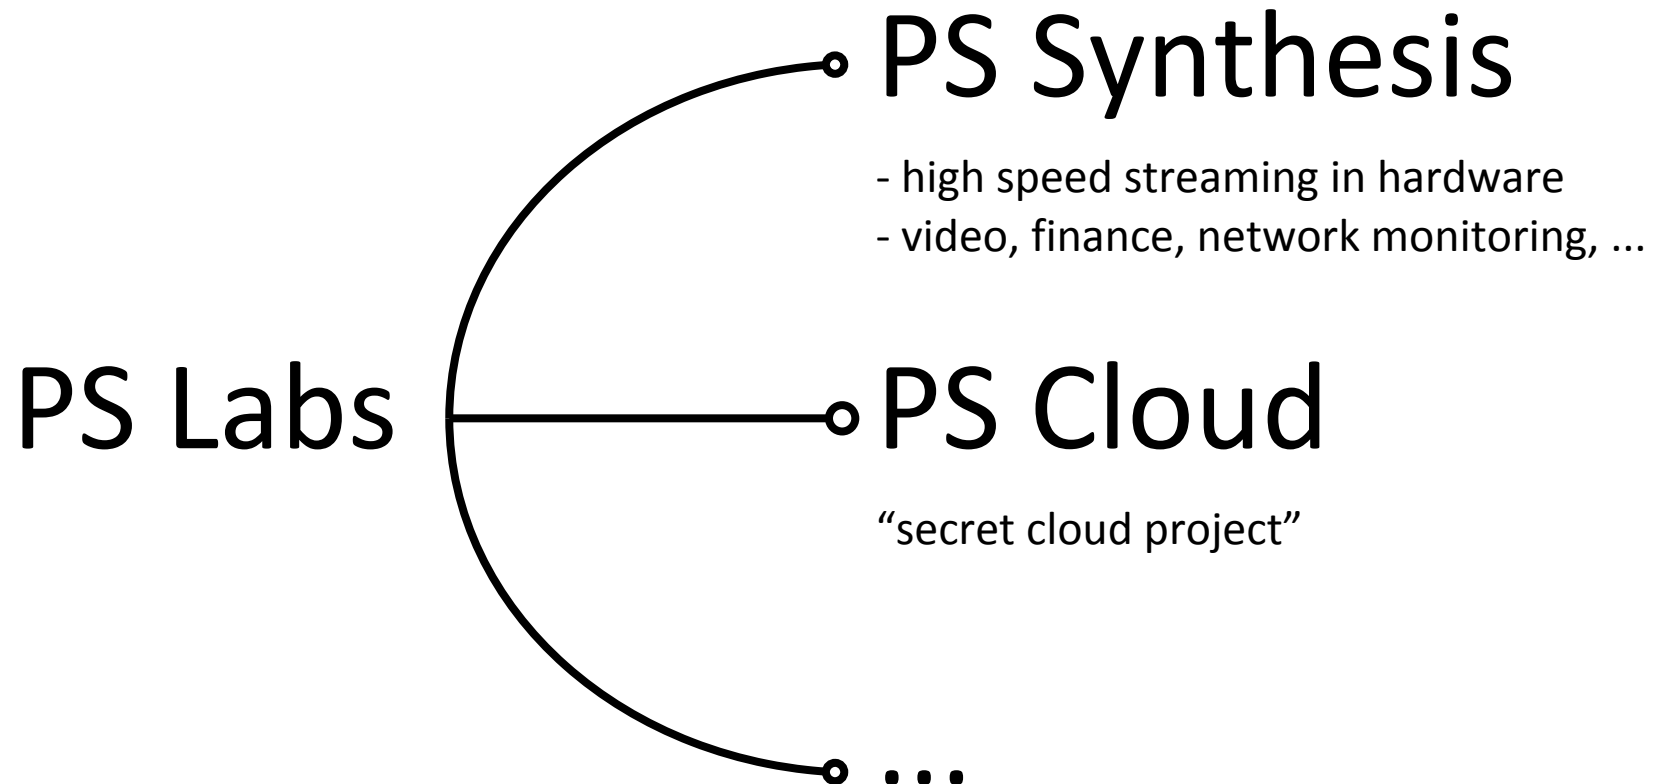 PS Synthesis
- high speed streaming in hardware
- video, finance, network monitoring, ...
PS Labs
PS Cloud
“secret cloud project”
...